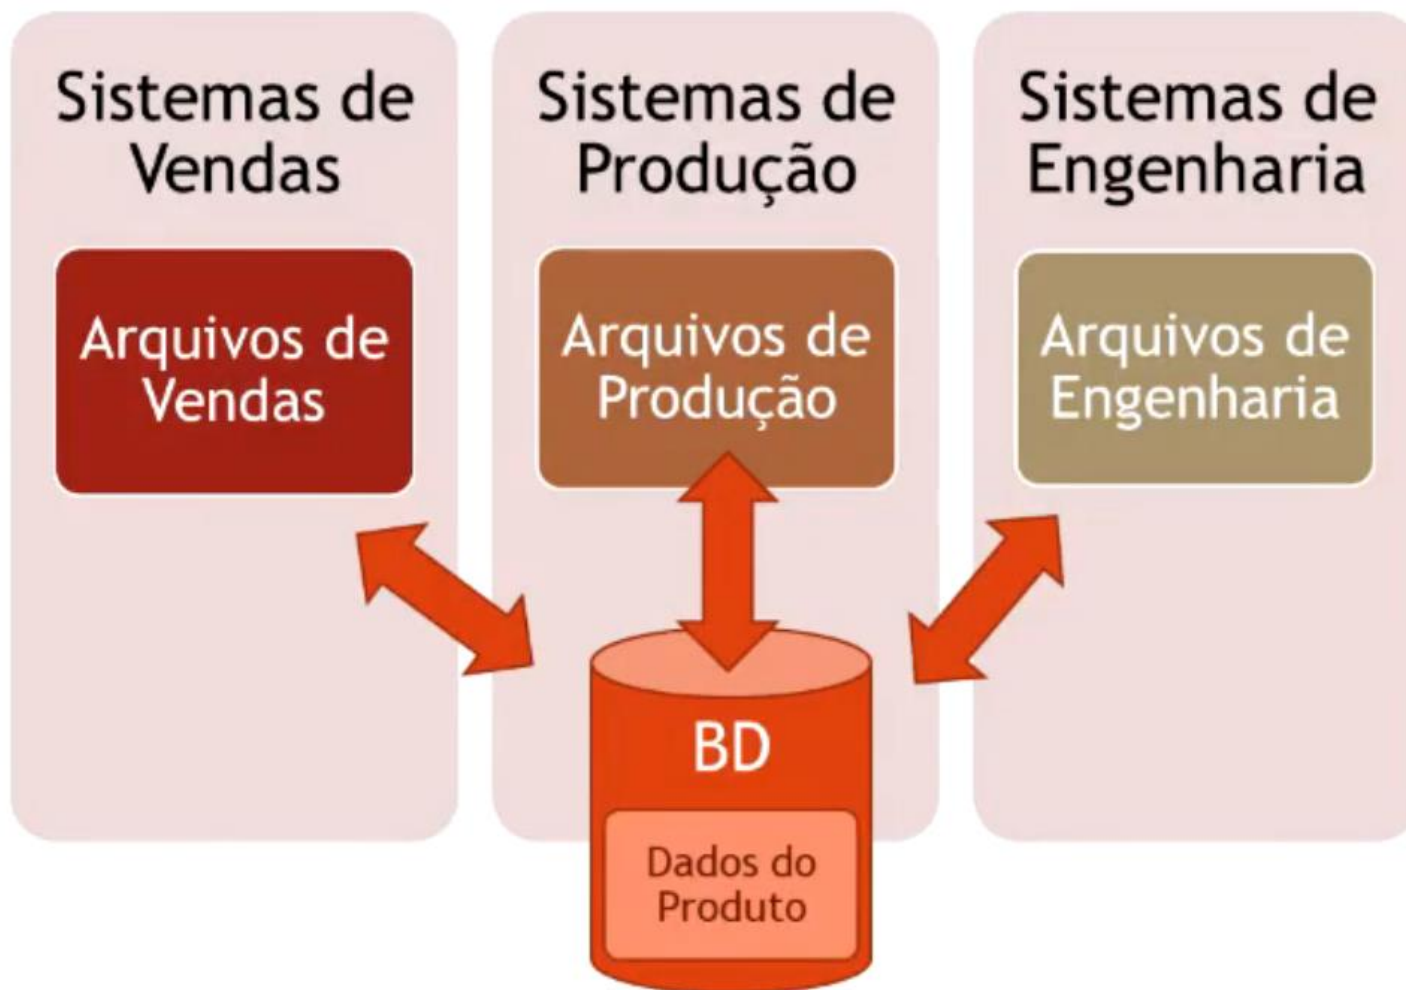 Sistemas de
Vendas
Arquivos de
Vendas
Sistemas de
Produção
Arquivos de
Produção
Sistemas de
Engenharia
Arquivos de
Engenharia
BD
Dados do
Produto